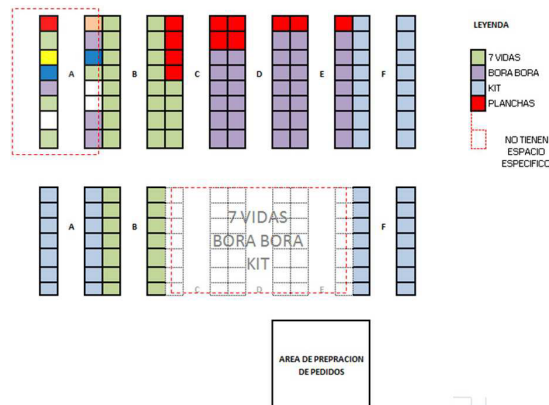 LEYENDA
7 VIDAS
BORA BORA
KIT
PLANCHAS
NO TIENEN
ESPACIO
ESPECIFICO
A
B
C
D
E
F
A
B
7 VIDAS
BORA BORA
KIT
F
C
D
E
AREA DE PREPRACION
DE PEDIDOS